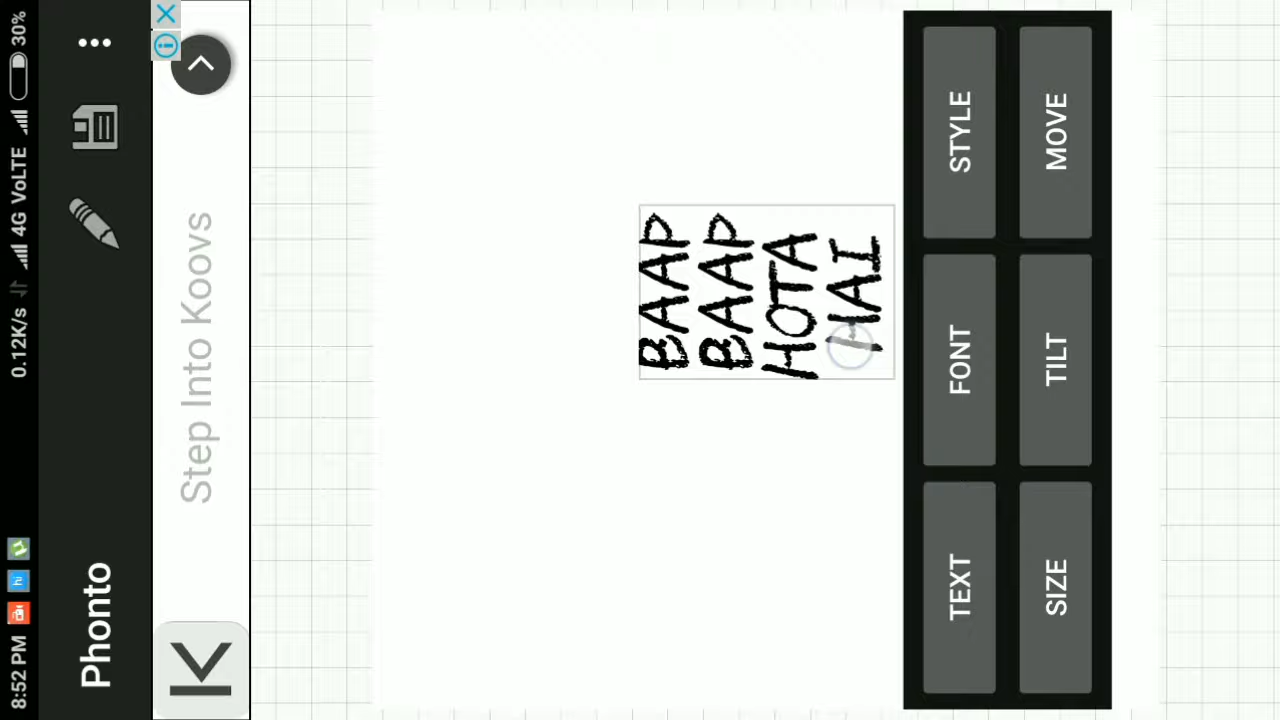 8:52 PM hi 0.12K/s 4G VoLTE 30%
Phonto
Step Into Koovs
BAAP
BAAP
HOTA
HAI
TEXT FONT STYLE
SIZE TILT MOVE